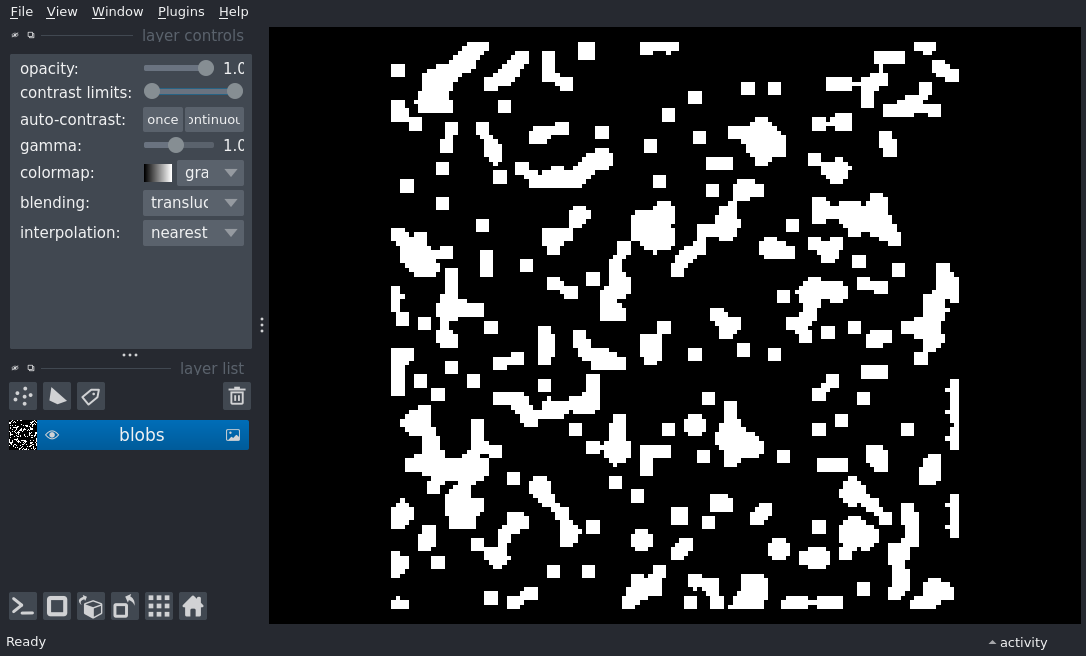 File View Window Plugins Help
layer controls
opacity: 1.0
contrast limits:
auto-contrast: once ontinuou
gamma: 1.0
colormap: gra
blending: transluc
interpolation: nearest
layer list
blobs
Ready
activity